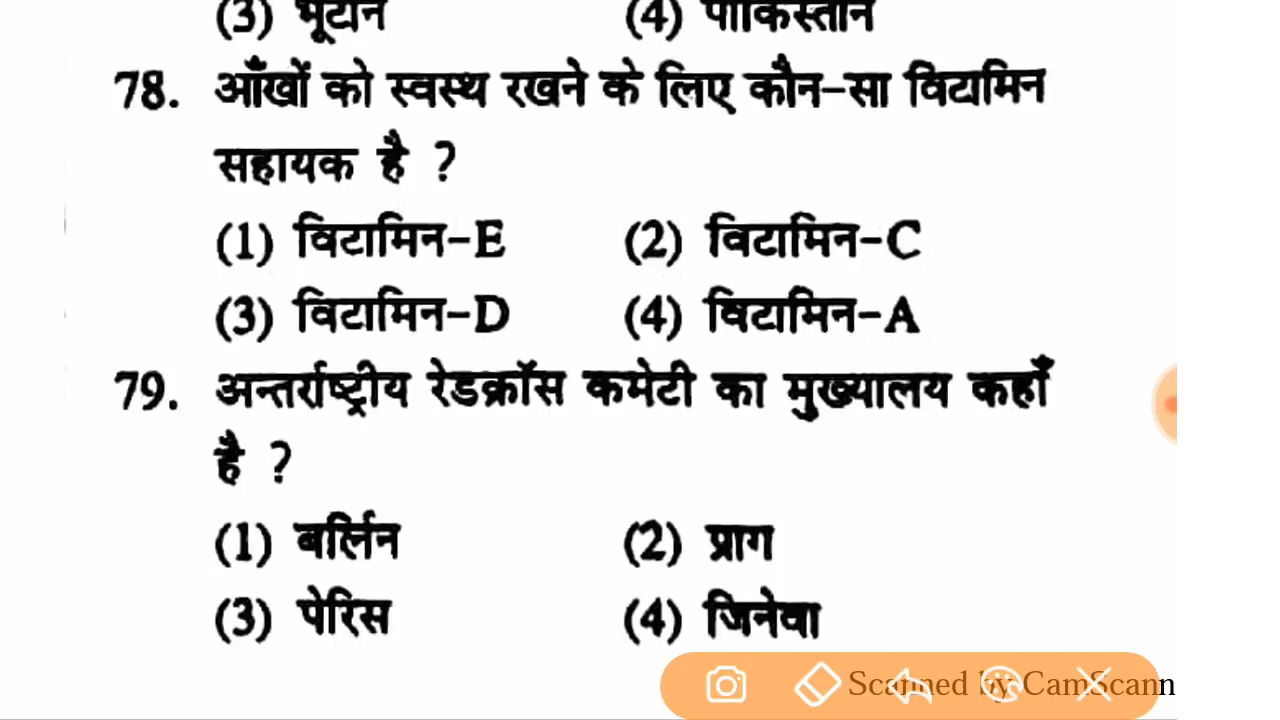 (3) भूटान (4) पाकिस्तान
78. आँखों को स्वस्थ रखने के लिए कौन-सा विटामिन
सहायक है ?
(1) विटामिन-E (2) विटामिन-C
(3) विटामिन-D (4) विटामिन-A
79. अन्तर्राष्ट्रीय रेडक्रॉस कमेटी का मुख्यालय कहाँ
है ?
(1) बर्लिन (2) प्राग
(3) पेरिस (4) जिनेवा
Scanned by CamScann